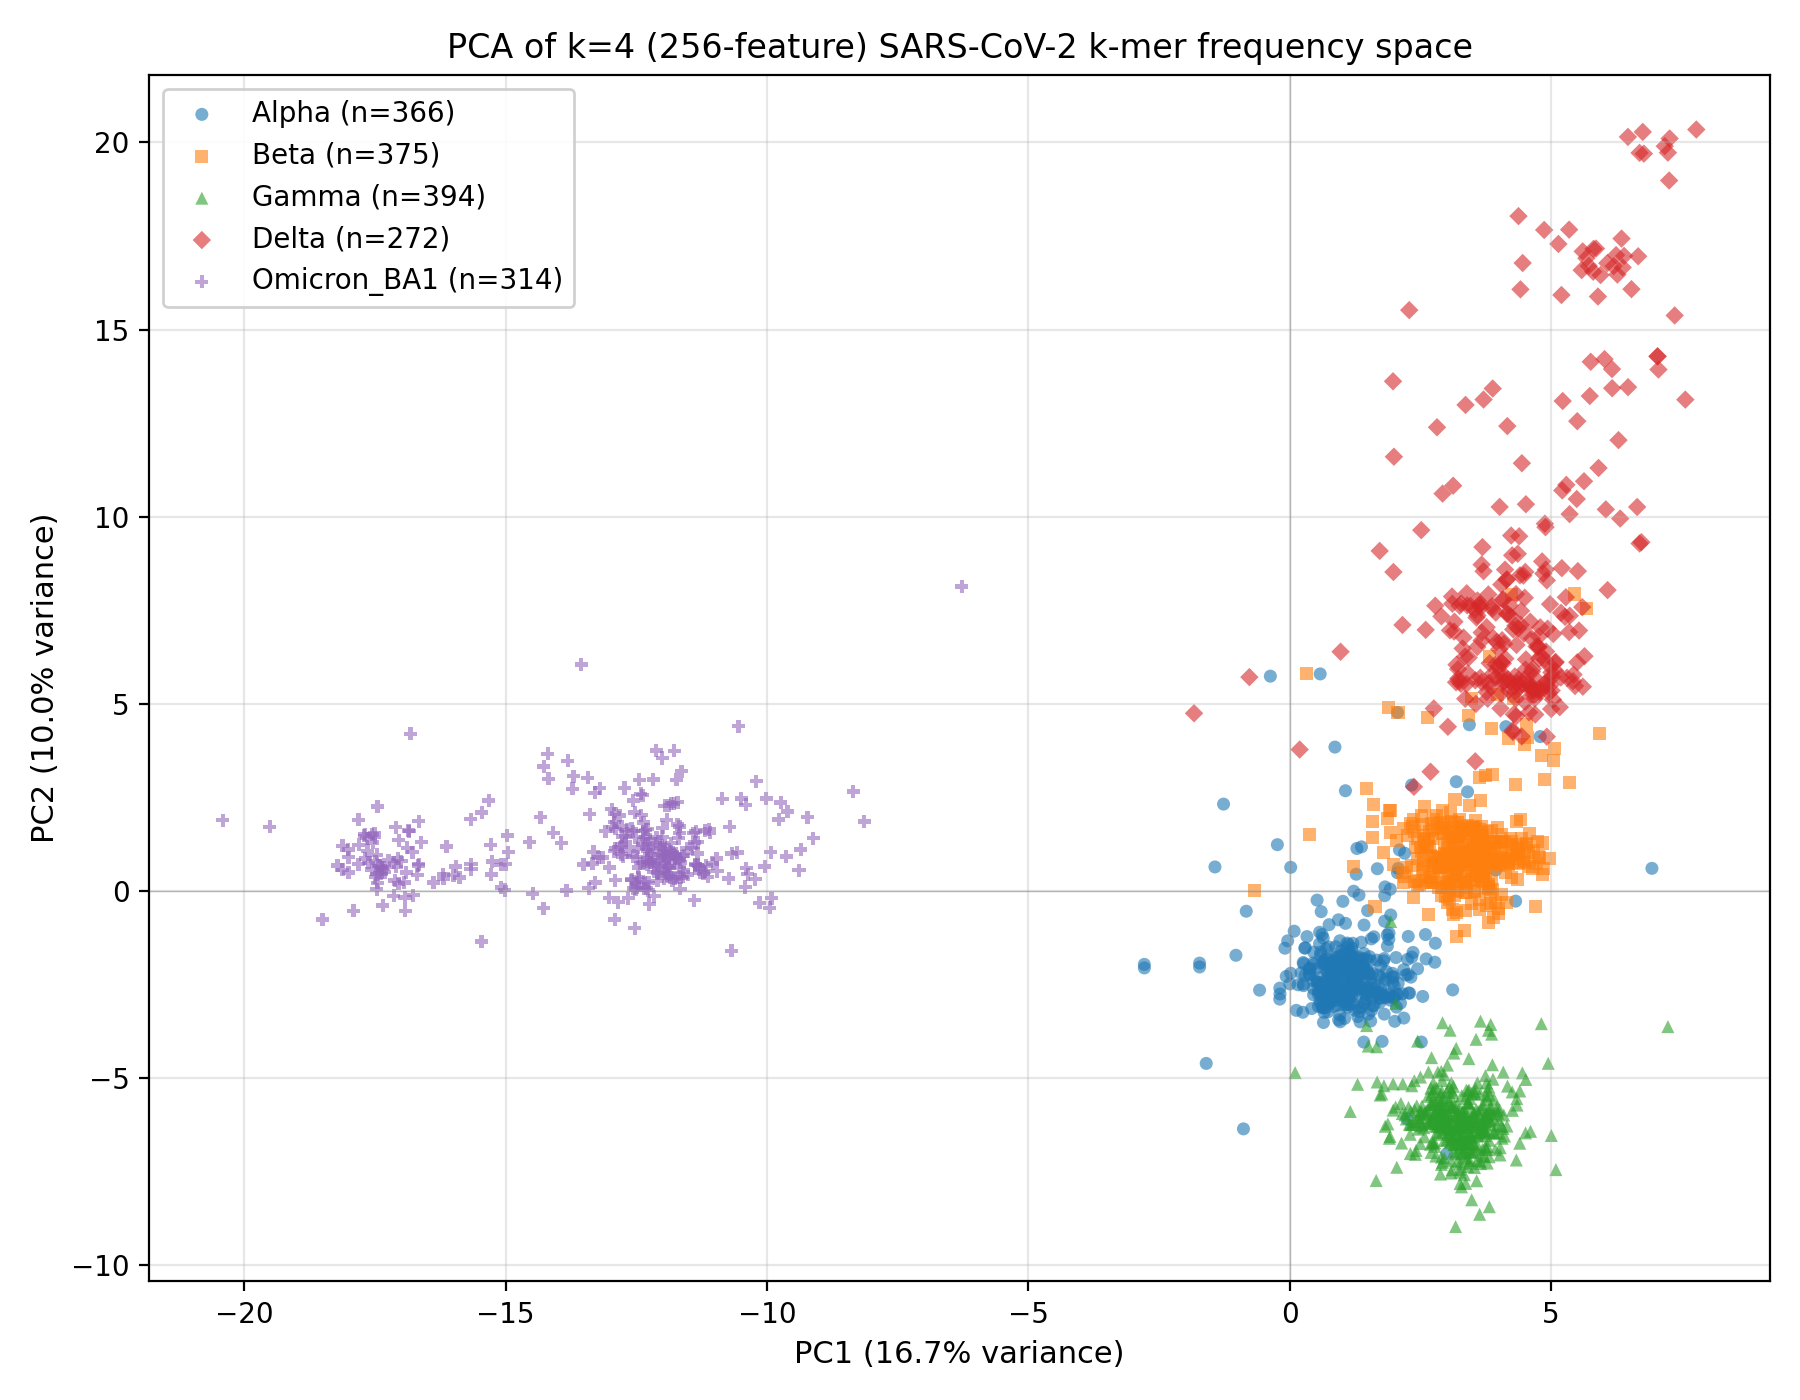 PCA of k=4 (256-feature) SARS-CoV-2 k-mer frequency space
Alpha (n=366)
Beta (n=375)
Gamma (n=394)
Delta (n=272)
Omicron_BA1 (n=314)
PC2 (10.0% variance)
20
15
10
5
0
−5
−10
−20
−15
−10
−5
0
5
PC1 (16.7% variance)